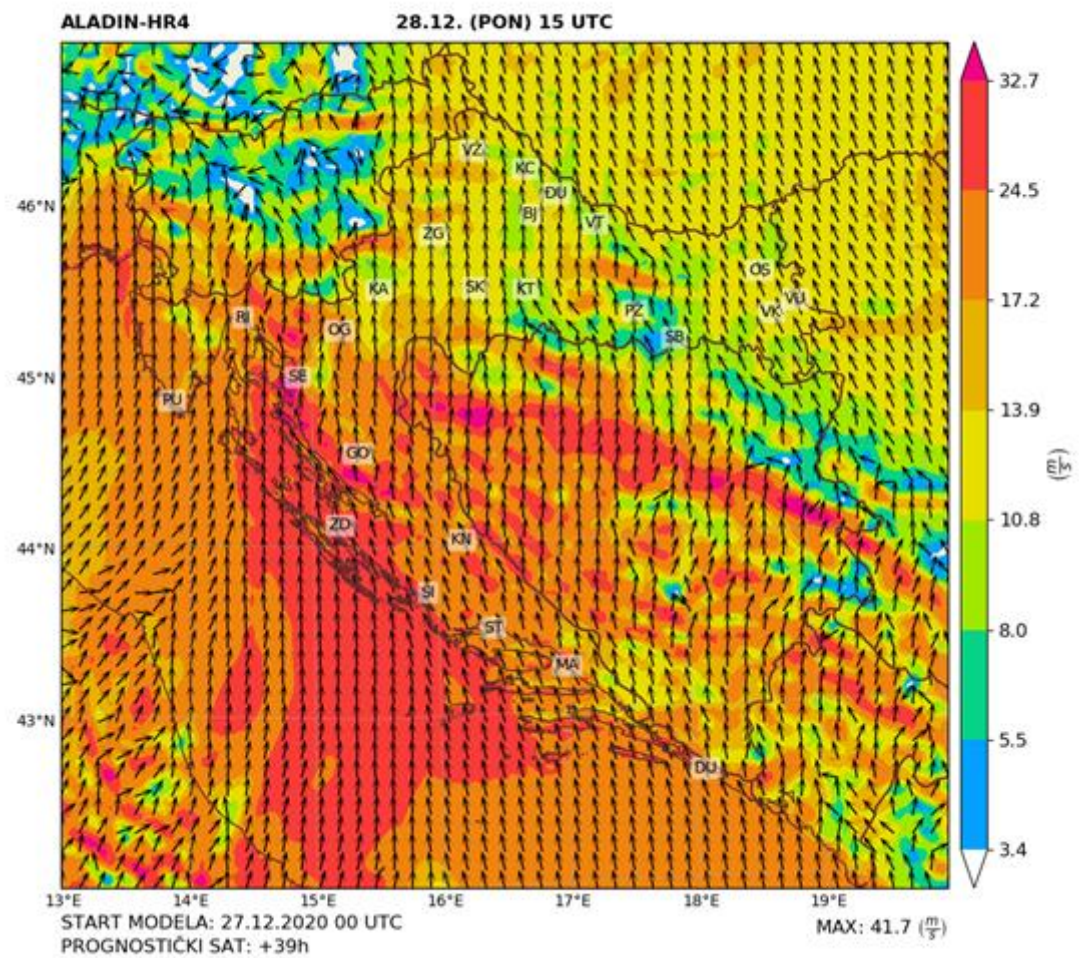 ALADIN-HR4 28.12. (PON) 15 UTC
32.7
VŽ
KC
24.5
ĐU
46°N
BJ
VT
ZG
OS
KA SK KT
VU
17.2
PŽ VK
RI
OG
SB
45°N SE
PU
13.9
GO
(m/s)
10.8
ZD
44°N KN
ŠI
8.0
ST
MA
43°N
5.5
DU
3.4
13°E 14°E 15°E 16°E 17°E 18°E 19°E
START MODELA: 27.12.2020 00 UTC MAX: 41.7 (m/s)
PROGNOSTIČKI SAT: +39h